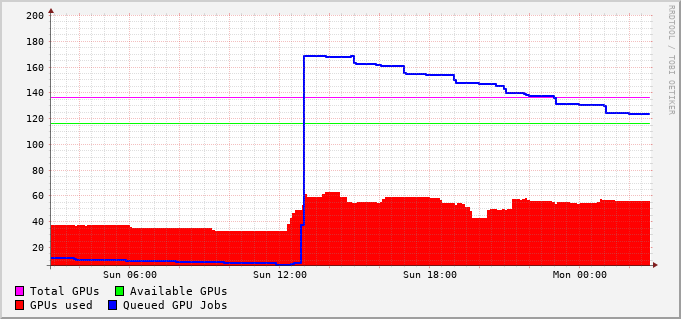 200
180
160
140
120
100
80
60
40
20
Sun 06:00 Sun 12:00 Sun 18:00 Mon 00:00
Total GPUs Available GPUs
GPUs used Queued GPU Jobs
RRDTOOL / TOBI OETIKER